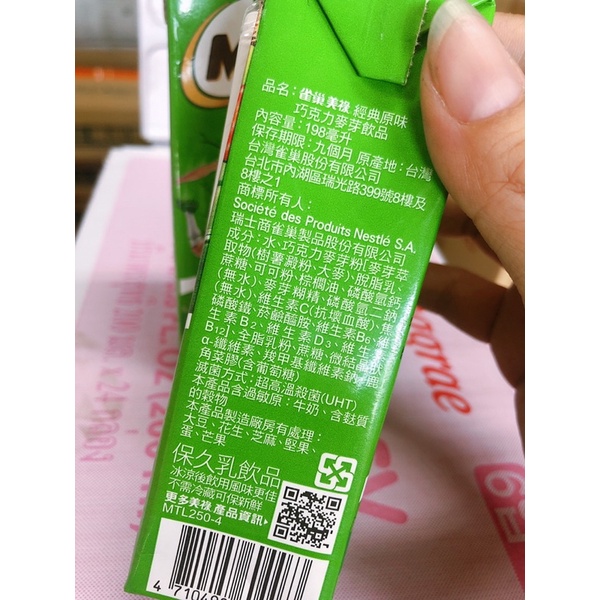 品名：雀巢美祿 經典原味
巧克力麥芽飲品
內容量：198毫升
保存期限：九個月 原產地：台灣
台灣雀巢股份有限公司
台北市內湖區瑞光路399號8樓及
8樓之1
商標所有人：
Société des Produits Nestlé S.A.
瑞士商雀巢製品股份有限公司
成分：水、巧克力麥芽粉［麥芽萃
取物(樹薯澱粉、大麥)、脫脂乳、
蔗糖、可可粉、棕櫚油、磷酸氫鈣
(無水)、麥芽糊精、磷酸氫二鈉
(無水)、維生素C(抗壞血酸)、焦
磷酸鐵、菸鹼醯胺、維生素B6、維
生素B2、維生素D3、維生
B12］、全脂乳粉、蔗糖、微結晶狀
α-纖維素、羧甲基纖維素鈉、鹿
角菜膠(含葡萄糖)
滅菌方式：超高溫殺菌(UHT)
本產品含過敏原：牛奶、含麩質
的穀物
本產品製造廠房有處理：
大豆、花生、芝麻、堅果、
蛋、芒果
保久乳飲品
冰涼後飲用風味更佳
不需冷藏可保新鮮
更多美祿產品資訊
MTL250-4
4 710498
M
ngrae